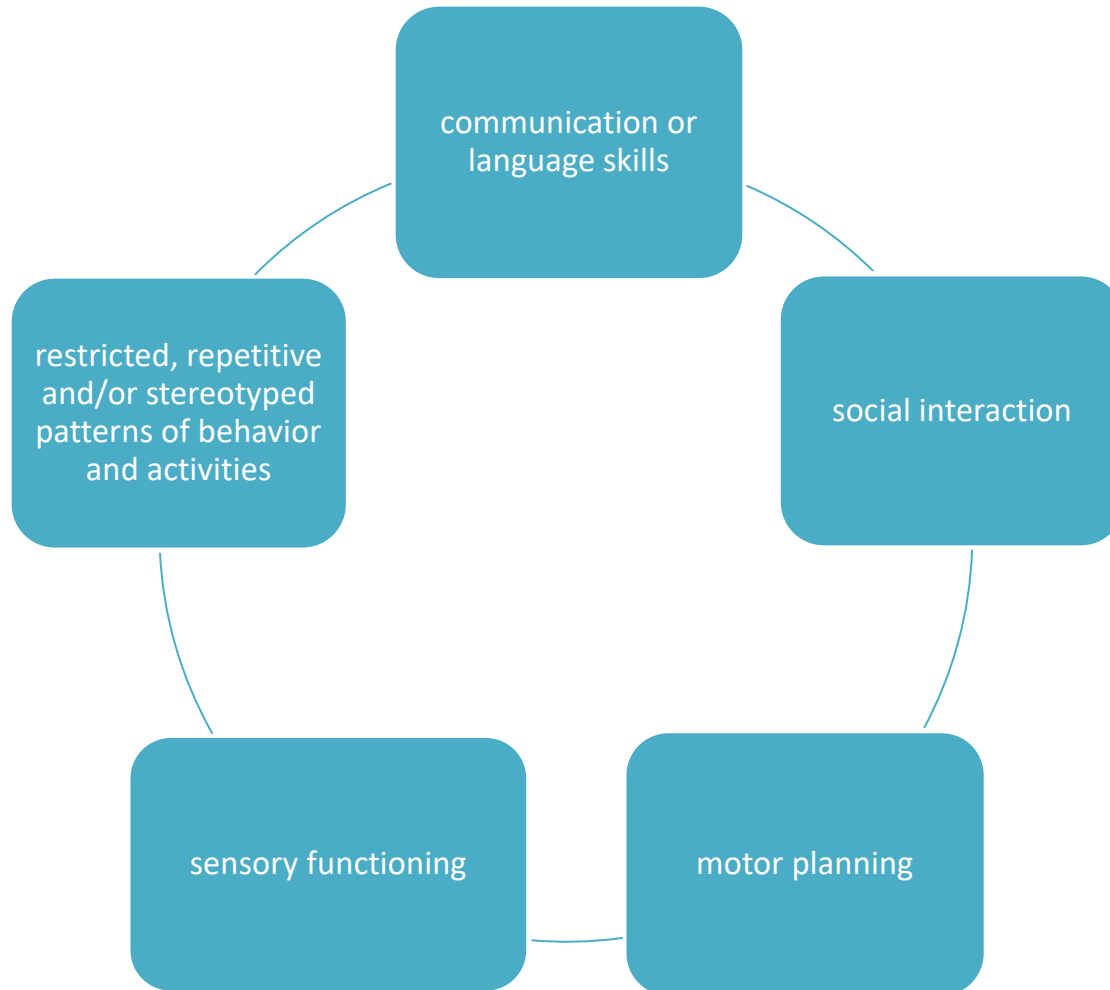 communication or
language skills
social interaction
motor planning
sensory functioning
restricted, repetitive
and/or stereotyped
patterns of behavior
and activities